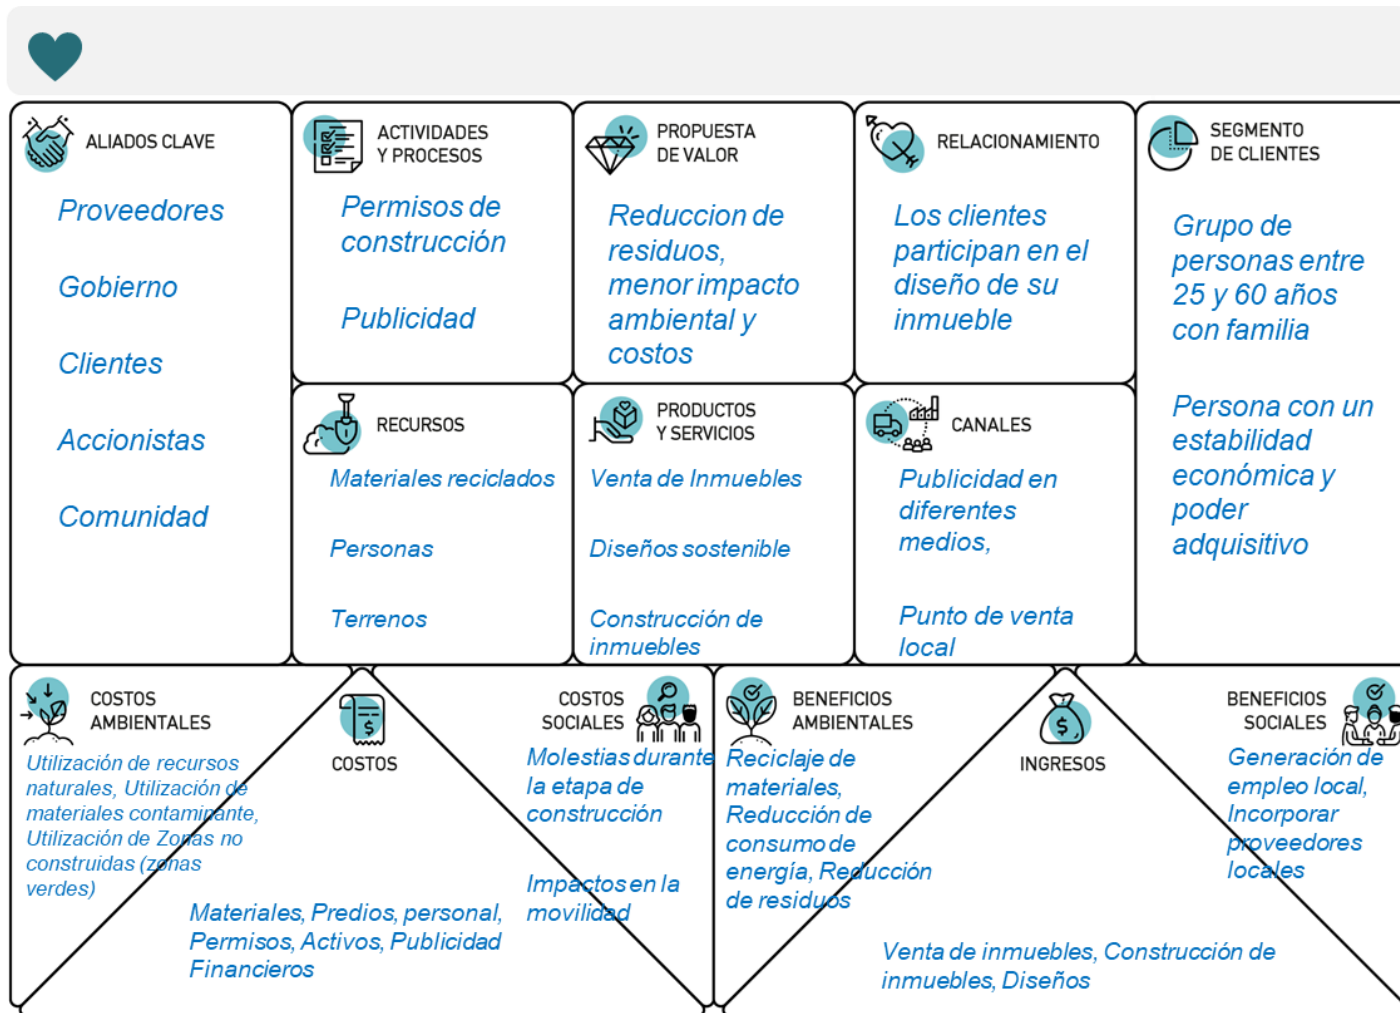 ALIADOS CLAVE
Proveedores
Gobierno
Clientes
Accionistas
Comunidad
ACTIVIDADES
Y PROCESOS
Permisos de
construcción
Publicidad
PROPUESTA
DE VALOR
Reduccion de
residuos,
menor impacto
ambiental y
costos
RELACIONAMIENTO
Los clientes
participan en el
diseño de su
inmueble
SEGMENTO
DE CLIENTES
Grupo de
personas entre
25 y 60 años
con familia
Persona con un
estabilidad
económica y
poder
adquisitivo
RECURSOS
Materiales reciclados
Personas
Terrenos
PRODUCTOS
Y SERVICIOS
Venta de Inmuebles
Diseños sostenible
Construcción de
inmuebles
CANALES
Publicidad en
diferentes
medios,
Punto de venta
local
COSTOS
AMBIENTALES
Utilización de recursos
naturales, Utilización de
materiales contaminante,
Utilización de Zonas no
construidas (zonas
verdes)
COSTOS
Materiales, Predios, personal,
Permisos, Activos, Publicidad
Financieros
COSTOS
SOCIALES
Molestias durante
la etapa de
construcción
Impactos en la
movilidad
BENEFICIOS
AMBIENTALES
Reciclaje de
materiales,
Reducción de
consumo de
energía, Reducción
de residuos
INGRESOS
Venta de inmuebles, Construcción de
inmuebles, Diseños
BENEFICIOS
SOCIALES
Generación de
empleo local,
Incorporar
proveedores
locales